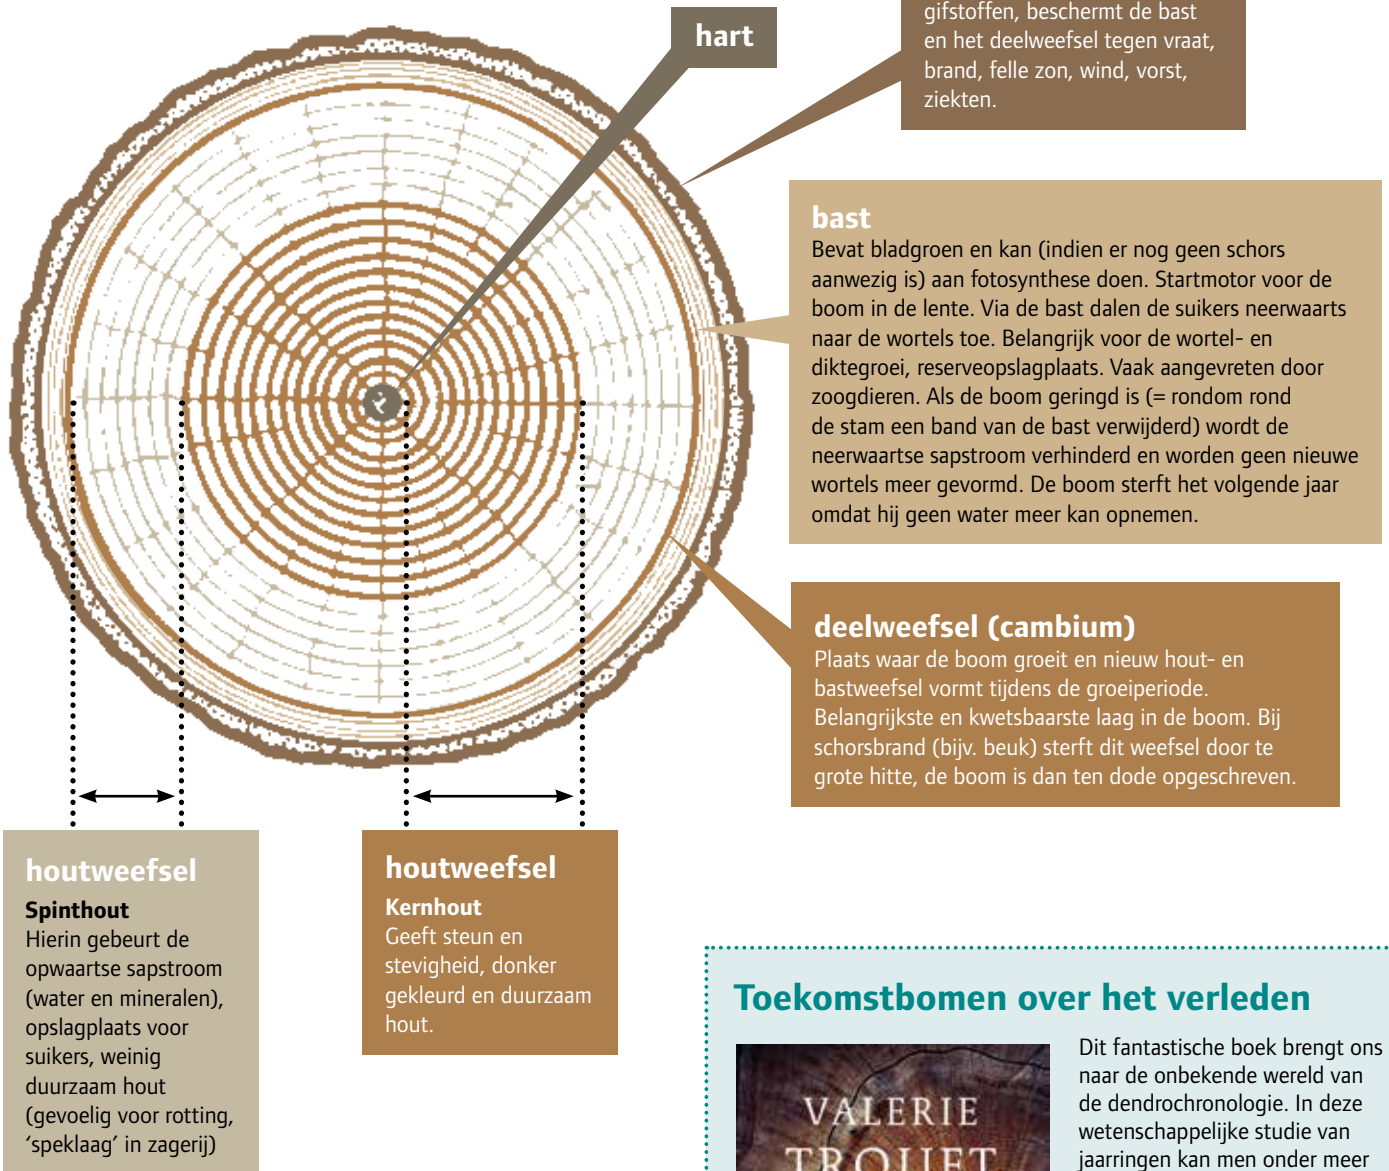 hart
gifstoffen, beschermt de bast
en het deelweefsel tegen vraat,
brand, felle zon, wind, vorst,
ziekten.
bast
Bevat bladgroen en kan (indien er nog geen schors
aanwezig is) aan fotosynthese doen. Startmotor voor de
boom in de lente. Via de bast dalen de suikers neerwaarts
naar de wortels toe. Belangrijk voor de wortel- en
diktegroei, reserveopslagplaats. Vaak aangevreten door
zoogdieren. Als de boom geringd is (= rondom rond
de stam een band van de bast verwijderd) wordt de
neerwaartse sapstroom verhinderd en worden geen nieuwe
wortels meer gevormd. De boom sterft het volgende jaar
omdat hij geen water meer kan opnemen.
deelweefsel (cambium)
Plaats waar de boom groeit en nieuw hout- en
bastweefsel vormt tijdens de groeiperiode.
Belangrijkste en kwetsbaarste laag in de boom. Bij
schorsbrand (bijv. beuk) sterft dit weefsel door te
grote hitte, de boom is dan ten dode opgeschreven.
houtweefsel
Spinthout
Hierin gebeurt de
opwaartse sapstroom
(water en mineralen),
opslagplaats voor
suikers, weinig
duurzaam hout
(gevoelig voor rotting,
‘speklaag’ in zagerij)
houtweefsel
Kernhout
Geeft steun en
stevigheid, donker
gekleurd en duurzaam
hout.
Toekomstbomen over het verleden
VALERIE
TROUET
Dit fantastische boek brengt ons
naar de onbekende wereld van
de dendrochronologie. In deze
wetenschappelijke studie van
jaarringen kan men onder meer